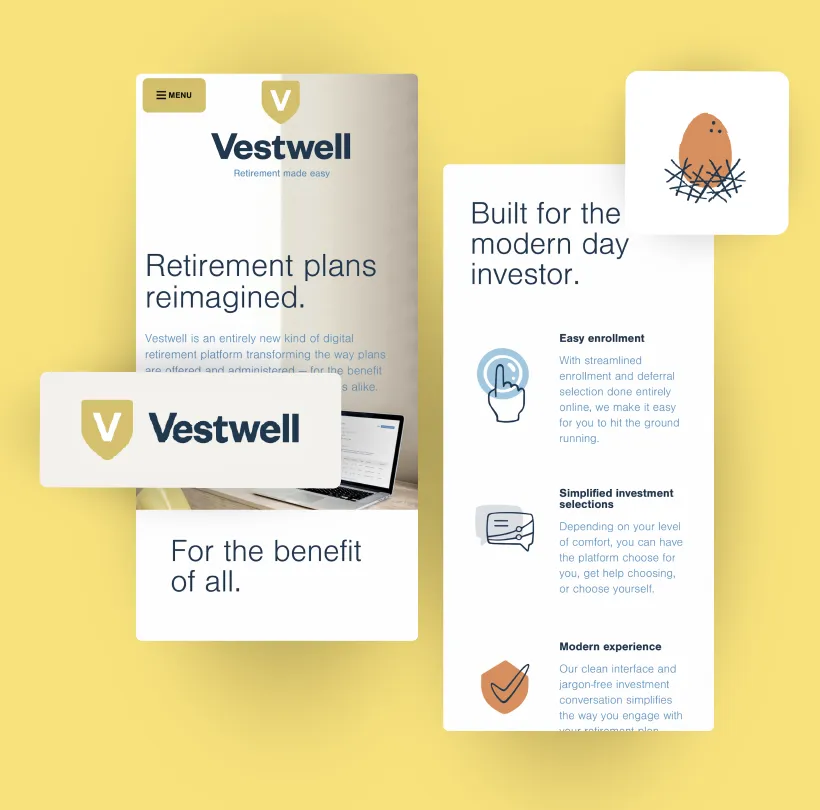 MENU
V
Vestwell
Retirement made easy
Retirement plans
reimagined.
Vestwell is an entirely new kind of digital
retirement platform transforming the way plans
are offered and administered – for the benefit
s alike.
V
Vestwell
For the benefit
of all.
Built for the
modern day
investor.
Easy enrollment
With streamlined
enrollment and deferral
selection done entirely
online, we make it easy
for you to hit the ground
running.
Simplified investment
selections
Depending on your level
of comfort, you can have
the platform choose for
you, get help choosing,
or choose yourself.
Modern experience
Our clean interface and
jargon-free investment
conversation simplifies
the way you engage with
your retirement plan